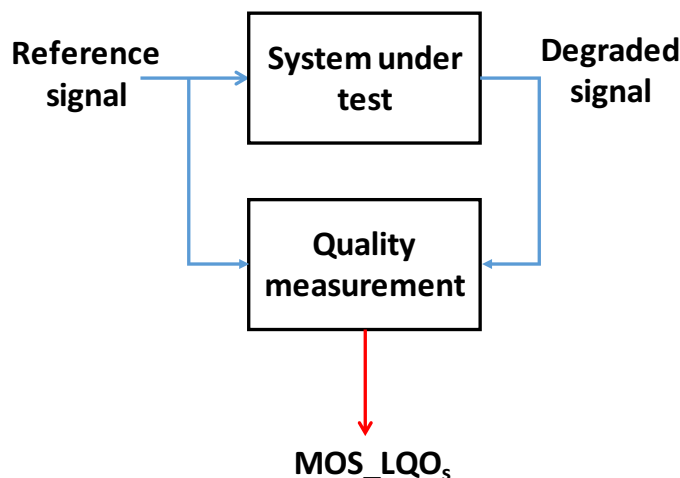 Reference
signal
System under
test
Degraded
signal
Quality
measurement
MOS_LQOs